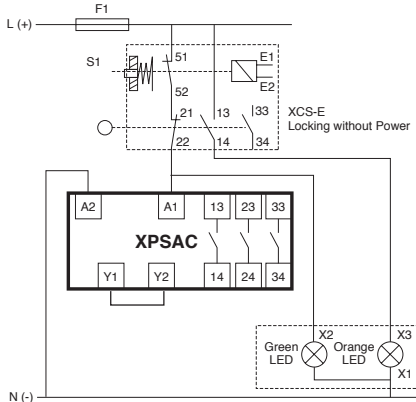 F1
L (+)
S1
51
E1
E2
52
XCS-E
Locking without Power
21
13
33
22
14
34
A2
A1
13
23
33
XPSAC
Y1
Y2
14
24
34
X2
X3
Green
LED
Orange
LED
X1
N (-)